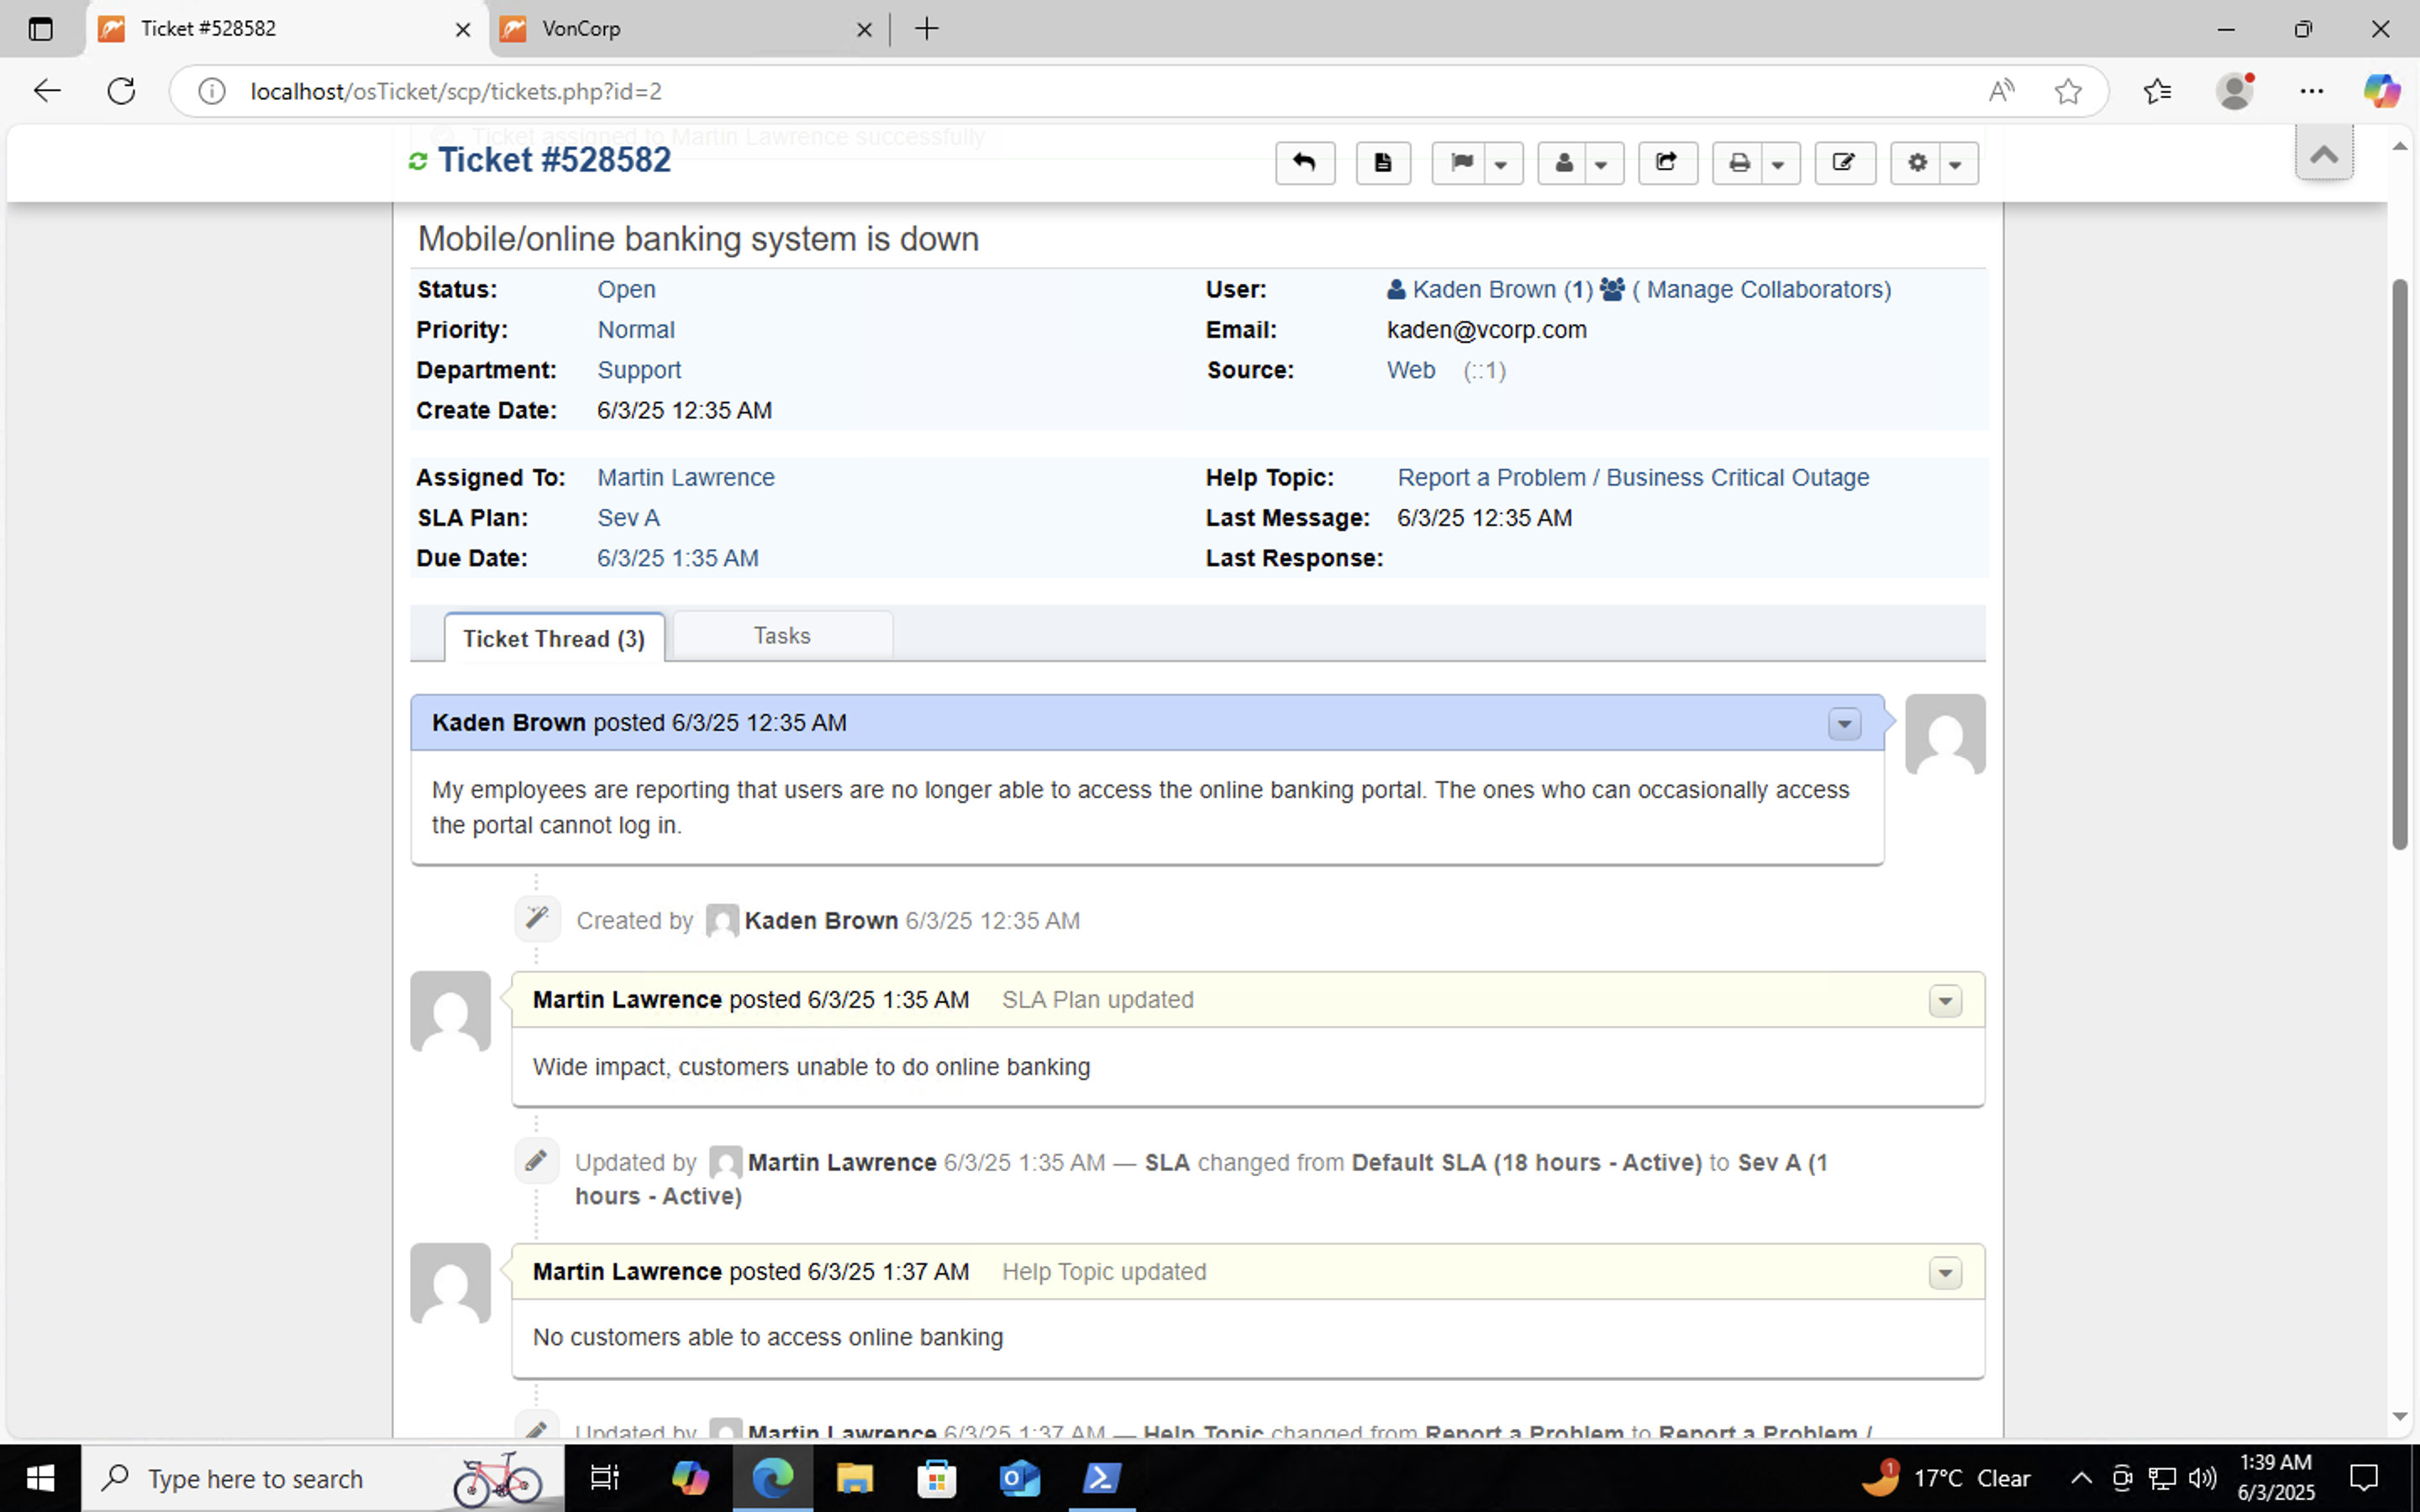 Ticket #528582
VonCorp
localhost/osTicket/scp/tickets.php?id=2
Ticket assigned to Martin Lawrence successfully
Ticket #528582
Mobile/online banking system is down
Status: Open
User: Kaden Brown (1) ( Manage Collaborators)
Priority: Normal
Email: kaden@vcorp.com
Department: Support
Source: Web (::1)
Create Date: 6/3/25 12:35 AM
Assigned To: Martin Lawrence
Help Topic: Report a Problem / Business Critical Outage
SLA Plan: Sev A
Last Message: 6/3/25 12:35 AM
Due Date: 6/3/25 1:35 AM
Last Response:
Ticket Thread (3)
Tasks
Kaden Brown posted 6/3/25 12:35 AM
My employees are reporting that users are no longer able to access the online banking portal. The ones who can occasionally access
the portal cannot log in.
Created by Kaden Brown 6/3/25 12:35 AM
Martin Lawrence posted 6/3/25 1:35 AM SLA Plan updated
Wide impact, customers unable to do online banking
Updated by Martin Lawrence 6/3/25 1:35 AM — SLA changed from Default SLA (18 hours - Active) to Sev A (1
hours - Active)
Martin Lawrence posted 6/3/25 1:37 AM Help Topic updated
No customers able to access online banking
Updated by Martin Lawrence 6/3/25 1:37 AM — Help Topic changed from Report a Problem to Report a Problem /
Type here to search
1
17°C Clear
1:39 AM
6/3/2025